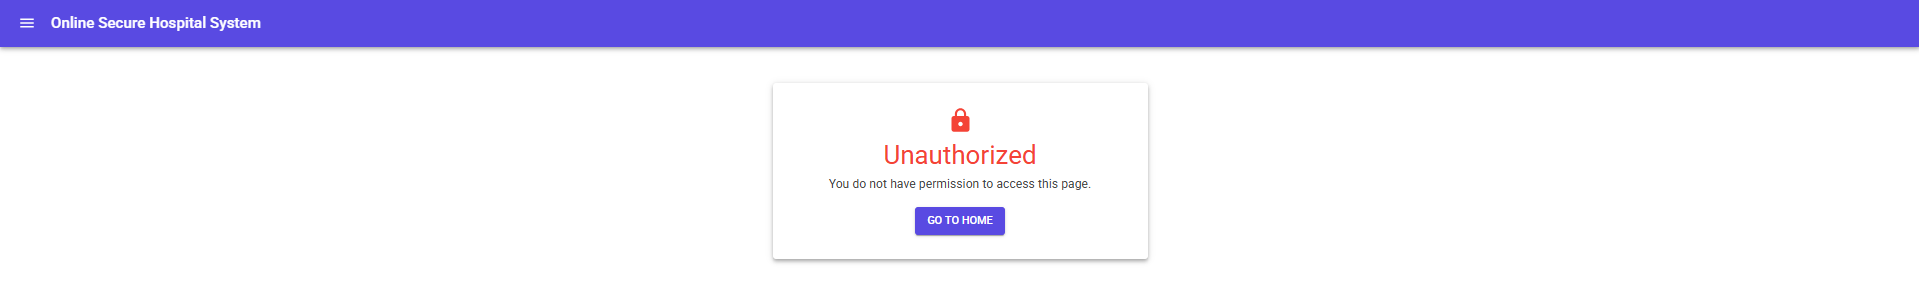 Online Secure Hospital System
Unauthorized
You do not have permission to access this page.
GO TO HOME